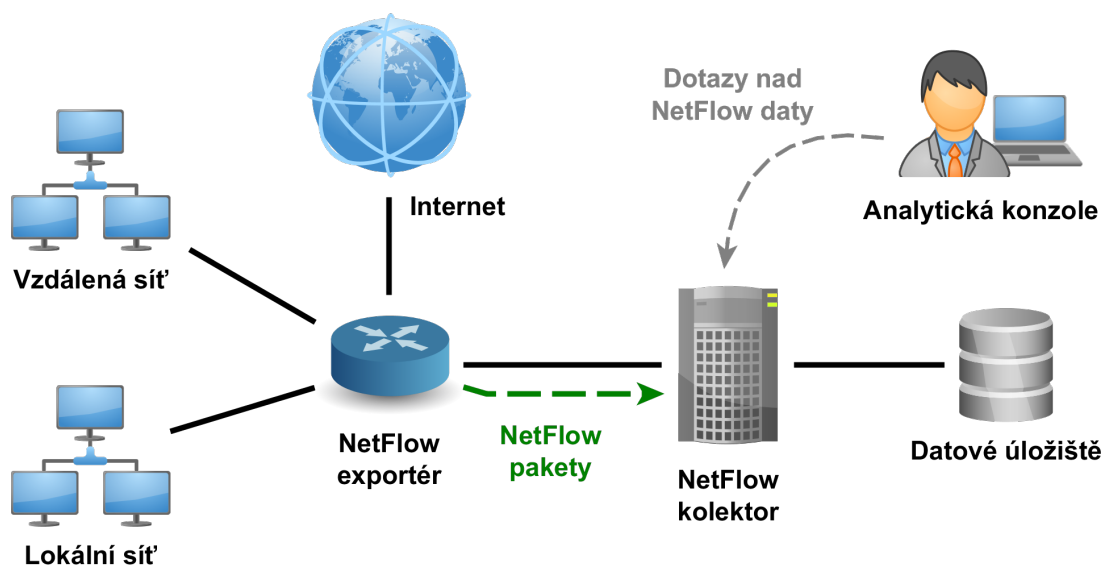 Dotazy nad
NetFlow daty
Internet
Analytická konzole
Vzdálená síť
NetFlow
exportér
NetFlow
pakety
NetFlow
kolektor
Datové úložiště
Lokální síť